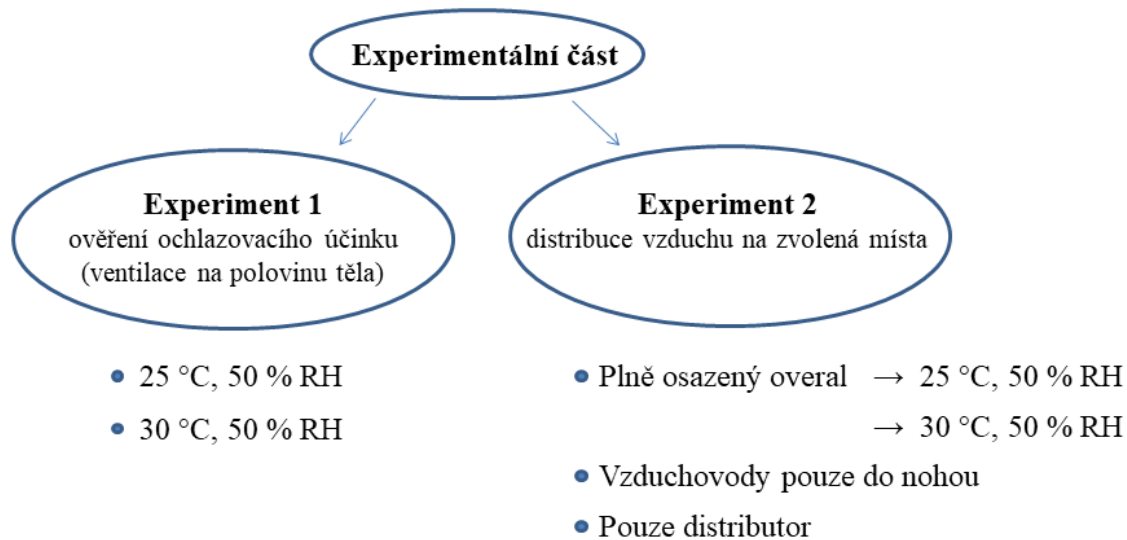 Experimentální část
Experiment 1
ověření ochlazovacího účinku
(ventilace na polovinu těla)
Experiment 2
distribuce vzduchu na zvolená místa
• 25 °C, 50 % RH
• 30 °C, 50 % RH
• Plně osazený overal → 25 °C, 50 % RH
→ 30 °C, 50 % RH
• Vzduchovody pouze do nohou
• Pouze distributor